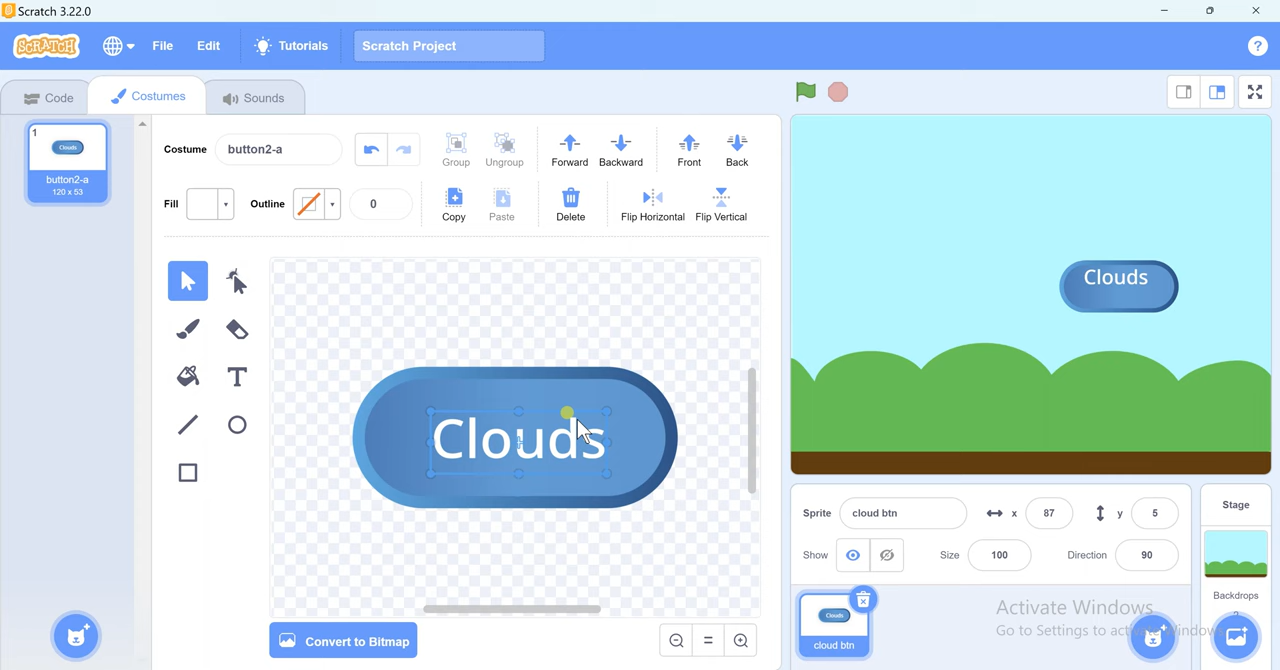 Scratch 3.22.0
SCRATCH File Edit Tutorials Scratch Project ?
Code Costumes Sounds
1
Clouds
button2-a
120 x 53
Costume button2-a Group Ungroup Forward Backward Front Back
Fill Outline 0 Copy Paste Delete Flip Horizontal Flip Vertical
T
Clouds
Convert to Bitmap
Clouds
Sprite cloud btn x 87 y 5
Show Size 100 Direction 90
Clouds
cloud btn
Stage
Backdrops
Activate Windows
Go to Settings to activate Windows.